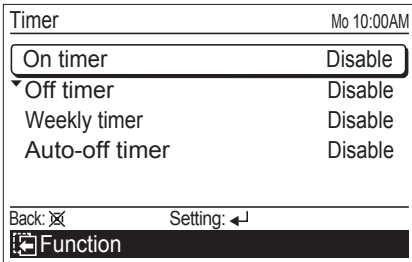 Timer Mo 10:00AM
On timer Disable
Off timer Disable
Weekly timer Disable
Auto-off timer Disable
Back: Setting:
Function